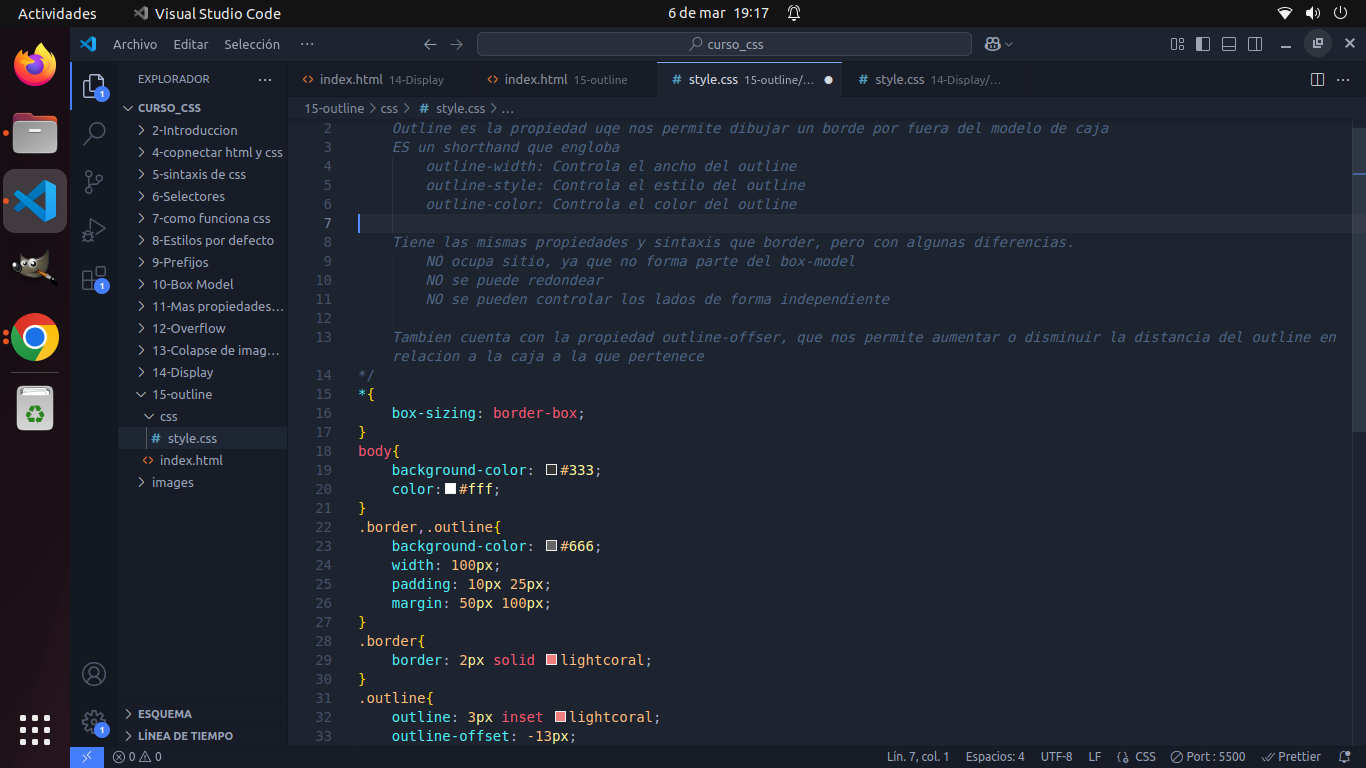 Actividades
Visual Studio Code
6 de mar 19:17
Archivo Editar Selección ···
curso_css
EXPLORADOR ···
CURSO_CSS
2-Introduccion
4-copnectar html y css
5-sintaxis de css
6-Selectores
7-como funciona css
8-Estilos por defecto
9-Prefijos
10-Box Model
11-Mas propiedades...
12-Overflow
13-Colapse de imag...
14-Display
15-outline
css
# style.css
<> index.html
images
ESQUEMA
LÍNEA DE TIEMPO
1
1
1
<> index.html 14-Display
<> index.html 15-outline
# style.css 15-outline/... ●
# style.css 14-Display/...
15-outline > css > # style.css > ...
2 Outline es la propiedad uqe nos permite dibujar un borde por fuera del modelo de caja
3 ES un shorthand que engloba
4 outline-width: Controla el ancho del outline
5 outline-style: Controla el estilo del outline
6 outline-color: Controla el color del outline
7
8 Tiene las mismas propiedades y sintaxis que border, pero con algunas diferencias.
9 NO ocupa sitio, ya que no forma parte del box-model
10 NO se puede redondear
11 NO se pueden controlar los lados de forma independiente
12
13 Tambien cuenta con la propiedad outline-offser, que nos permite aumentar o disminuir la distancia del outline en
relacion a la caja a la que pertenece
14 */
15 *{
16 box-sizing: border-box;
17 }
18 body{
19 background-color: #333;
20 color: #fff;
21 }
22 .border,.outline{
23 background-color: #666;
24 width: 100px;
25 padding: 10px 25px;
26 margin: 50px 100px;
27 }
28 .border{
29 border: 2px solid lightcoral;
30 }
31 .outline{
32 outline: 3px inset lightcoral;
33 outline-offset: -13px;
0 0
Lín. 7, col. 1
Espacios: 4
UTF-8
LF
{} CSS
Port : 5500
Prettier